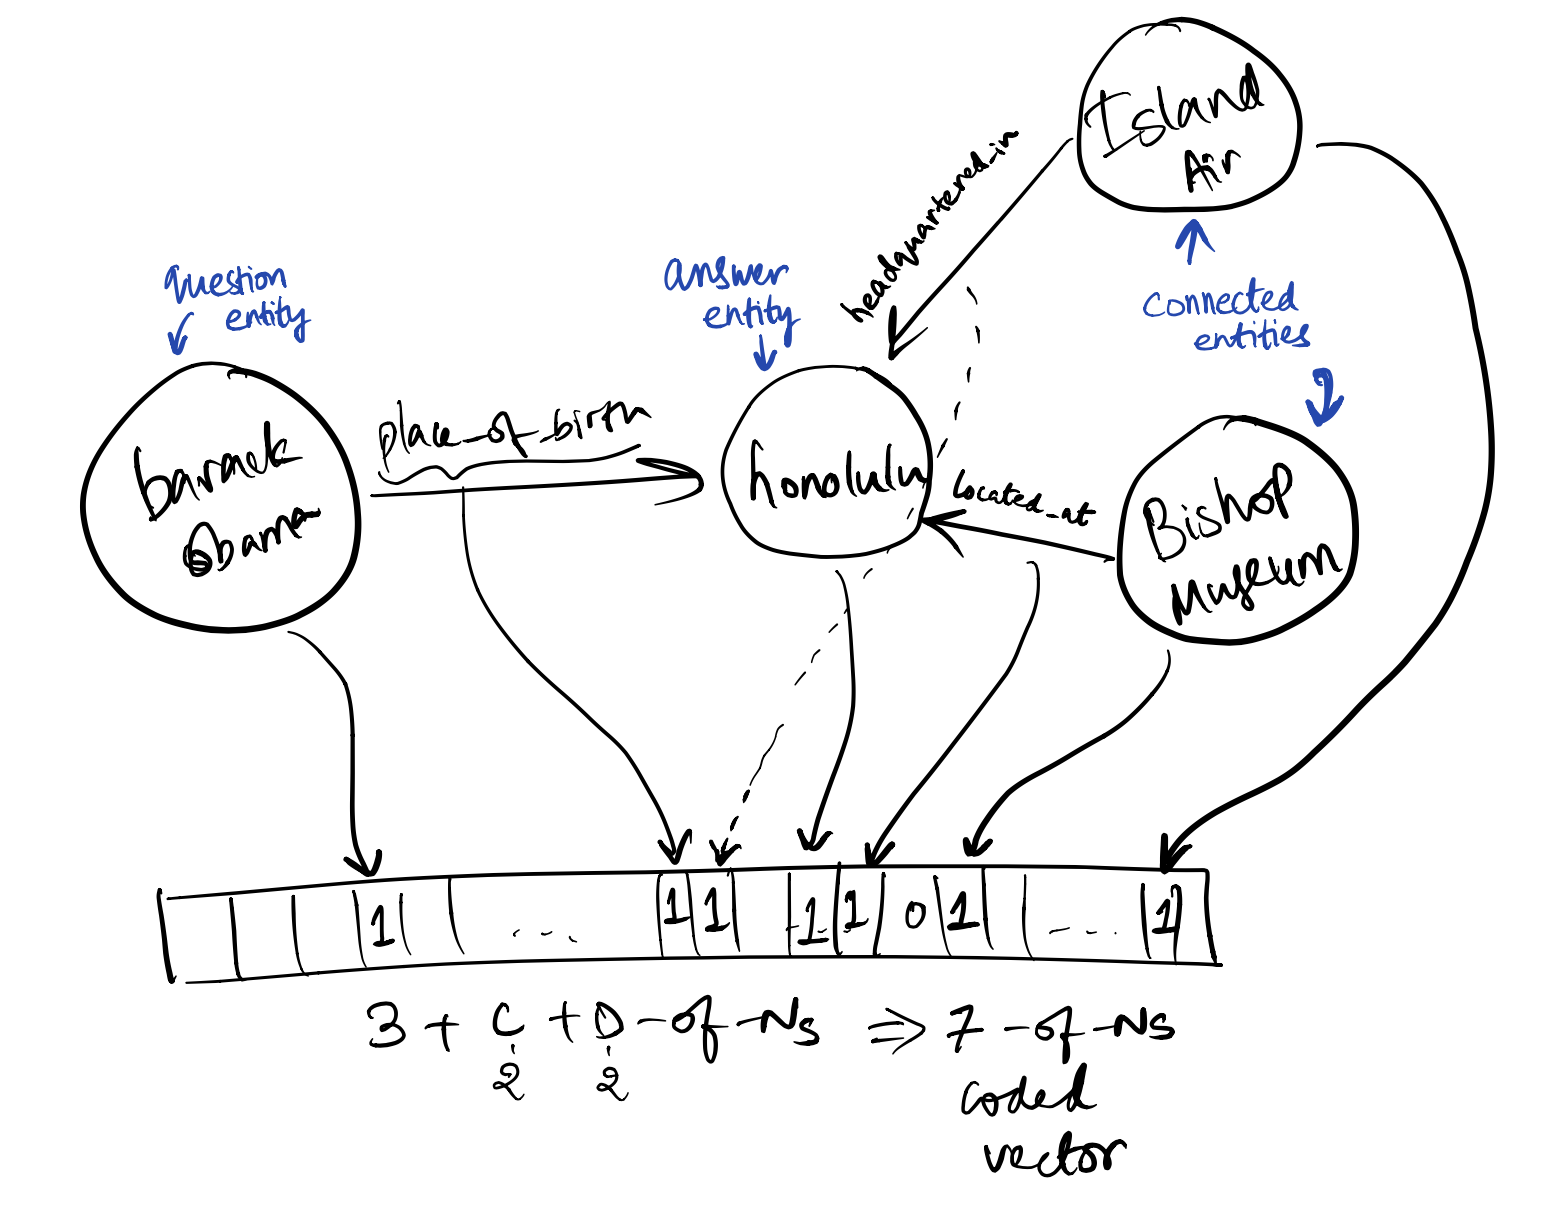 Island
Air
headquartered_in
question
entity
answer
entity
connected
entities
place_of_birth
barack
obama
honolulu
located_at
Bishop
Museum
1 ... 1 1 1 1 0 1 ... 1
3 + C + D-of-Ns ⇒ 7-of-Ns
2 2
coded
vector